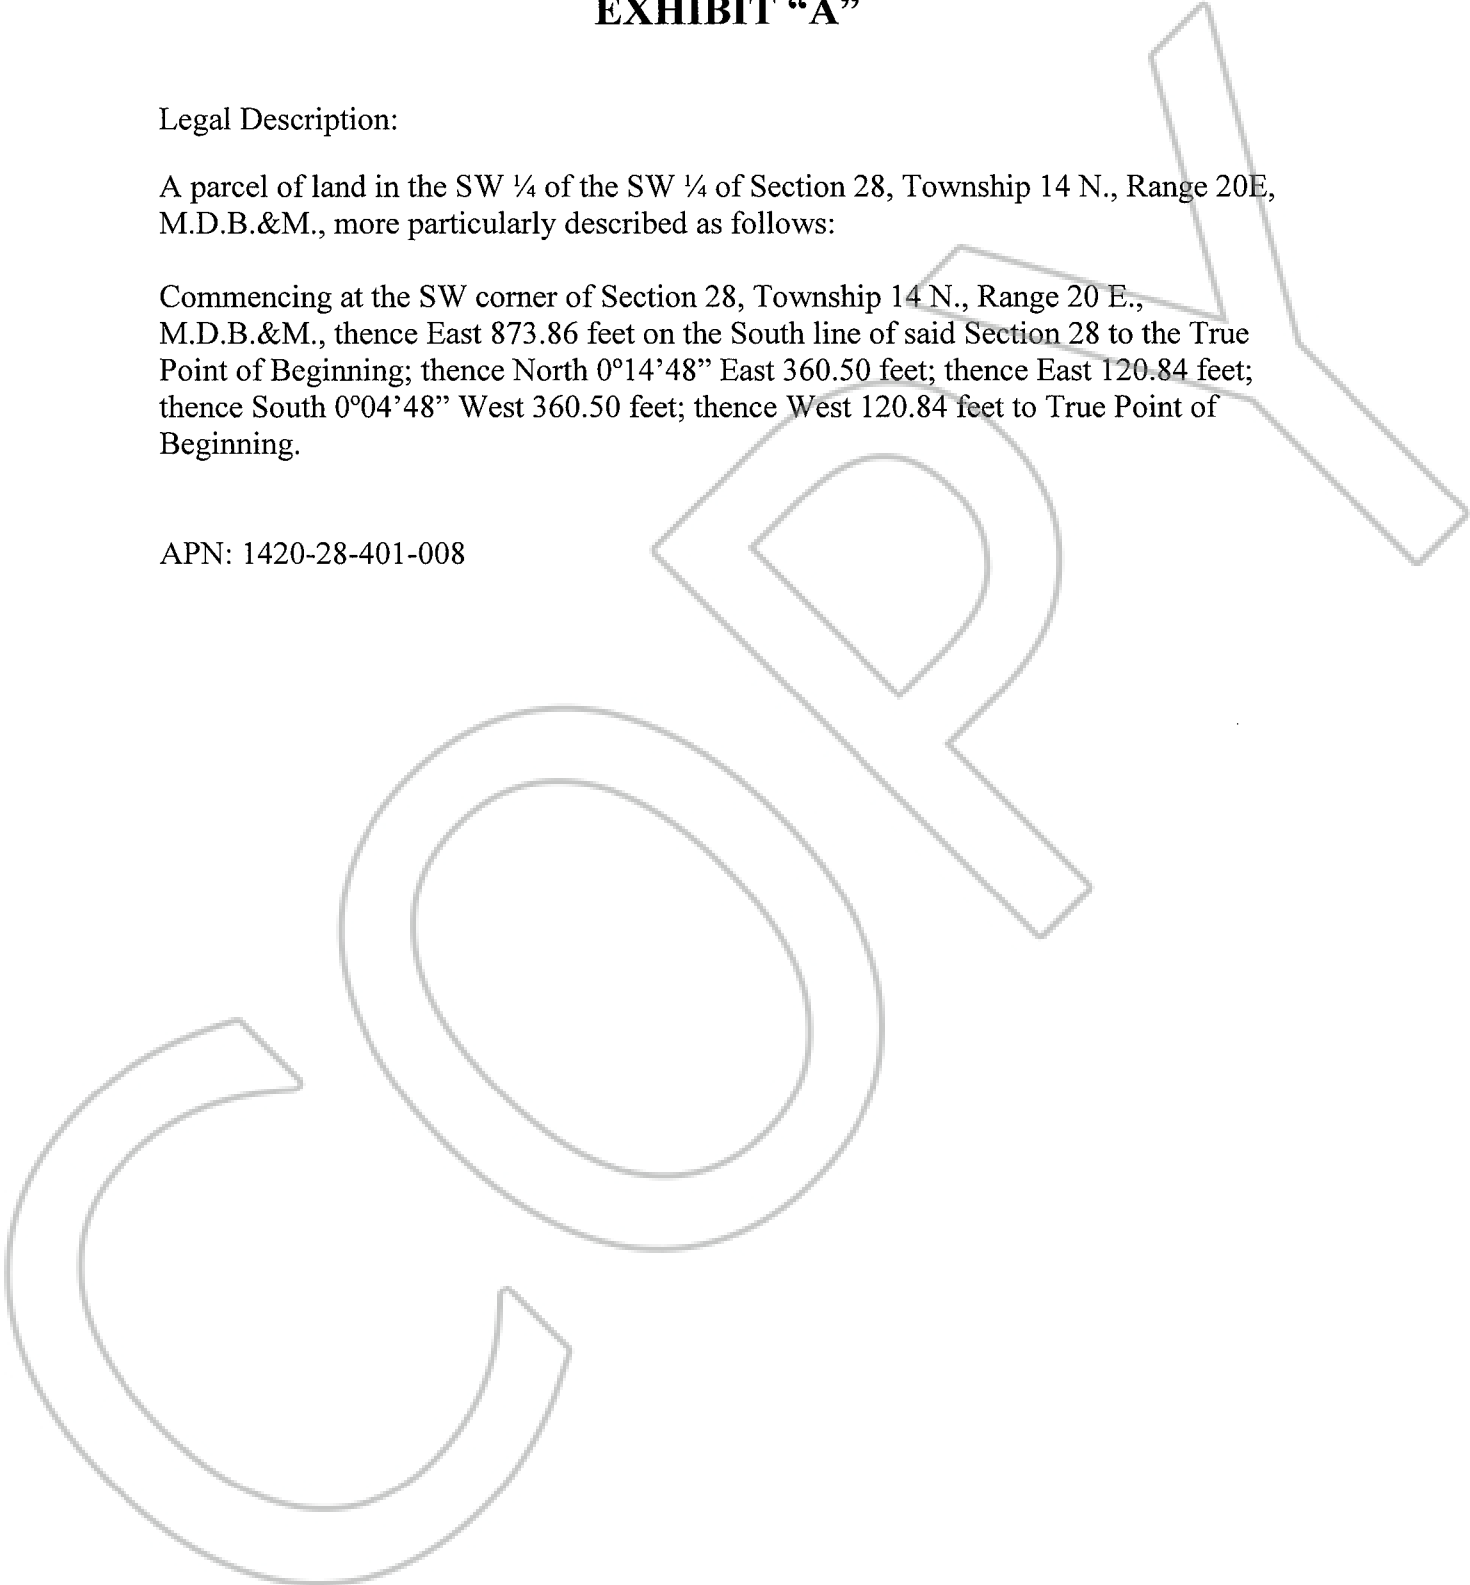 EXHIBIT “A”
Legal Description:
A parcel of land in the SW ¼ of the SW ¼ of Section 28, Township 14 N., Range 20E,
M.D.B.&M., more particularly described as follows:
Commencing at the SW corner of Section 28, Township 14 N., Range 20 E.,
M.D.B.&M., thence East 873.86 feet on the South line of said Section 28 to the True
Point of Beginning; thence North 0º14’48” East 360.50 feet; thence East 120.84 feet;
thence South 0º04’48” West 360.50 feet; thence West 120.84 feet to True Point of
Beginning.
APN: 1420-28-401-008
COPY